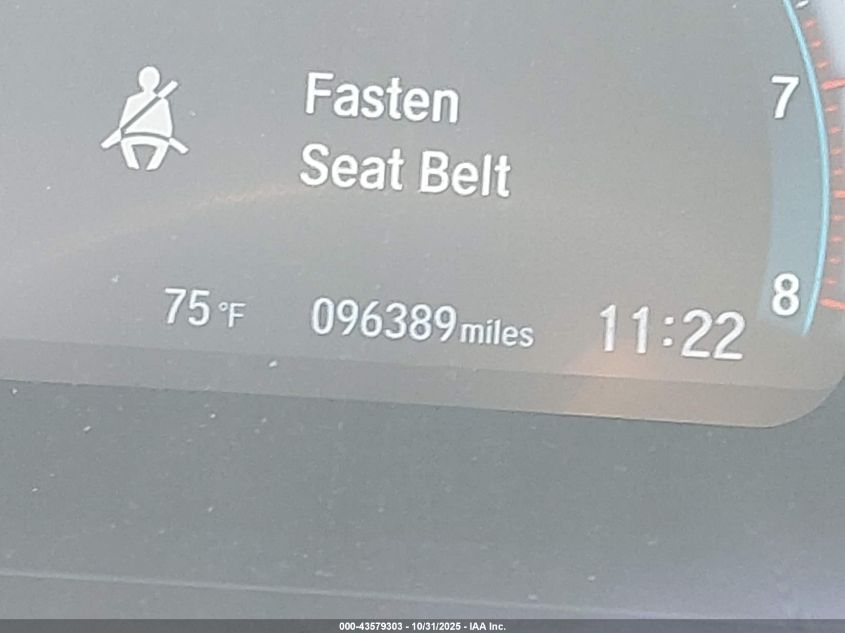 Fasten
Seat Belt
7
8
75 °F 096389 miles 11:22
000-43579303 - 10/31/2025 - IAA Inc.